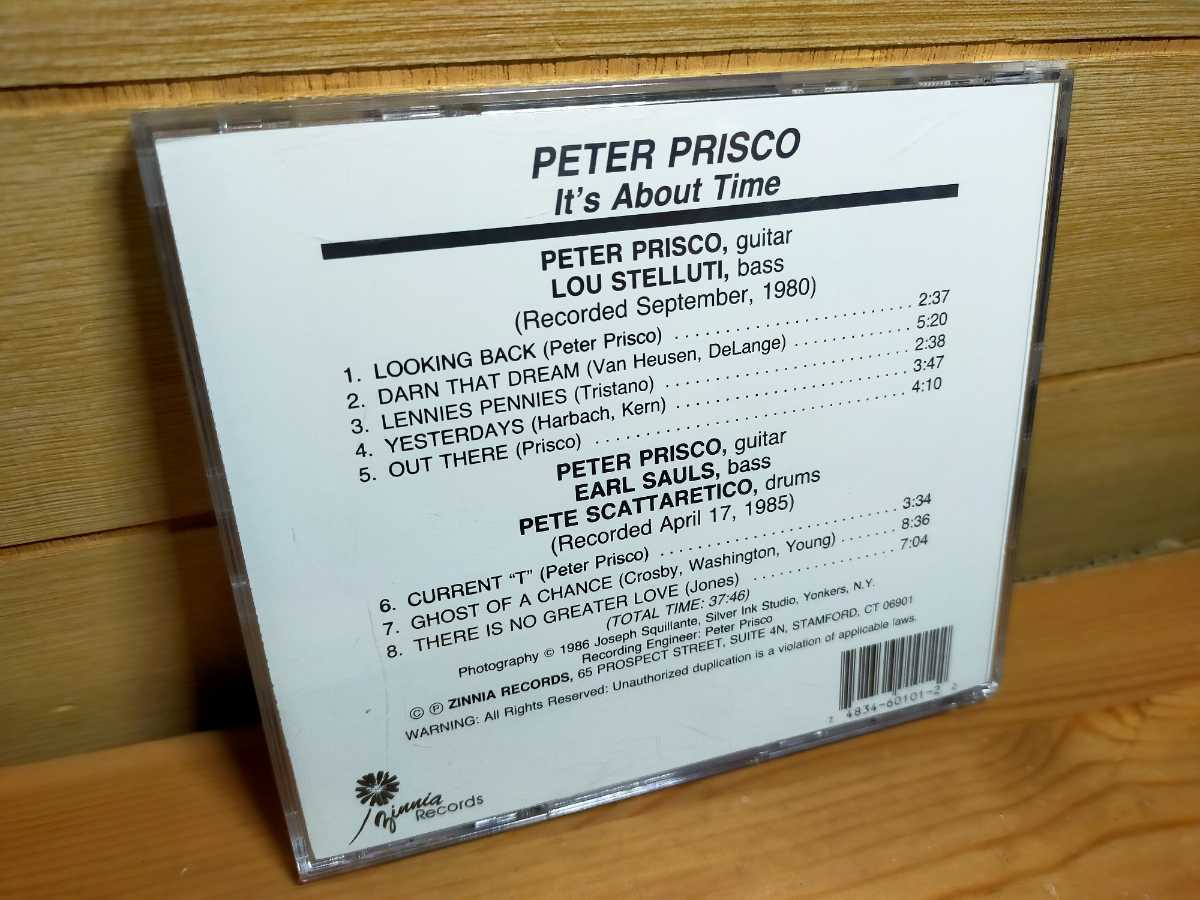 PETER PRISCO
It's About Time
PETER PRISCO, guitar
LOU STELLUTI, bass
(Recorded September, 1980)
1. LOOKING BACK (Peter Prisco) . . . . . . . . . . . . . . . . . . . . . . . . 2:37
2. DARN THAT DREAM (Van Heusen, DeLange) . . . . . . . . . . . . 5:20
3. LENNIES PENNIES (Tristano) . . . . . . . . . . . . . . . . . . . . . . . . 2:38
4. YESTERDAYS (Harbach, Kern) . . . . . . . . . . . . . . . . . . . . . . . 3:47
5. OUT THERE (Prisco) . . . . . . . . . . . . . . . . . . . . . . . . . . . . . . 4:10
PETER PRISCO, guitar
EARL SAULS, bass
PETE SCATTARETICO, drums
(Recorded April 17, 1985)
6. CURRENT "T" (Peter Prisco) . . . . . . . . . . . . . . . . . . . . . . . . 3:34
7. GHOST OF A CHANCE (Crosby, Washington, Young) . . . . . . 8:36
8. THERE IS NO GREATER LOVE (Jones) . . . . . . . . . . . . . . . . 7:04
(TOTAL TIME: 37:46)
Photography © 1986 Joseph Squillante, Silver Ink Studio, Yonkers, N.Y.
Recording Engineer: Peter Prisco
© ℗ ZINNIA RECORDS, 65 PROSPECT STREET, SUITE 4N, STAMFORD, CT 06901
WARNING: All Rights Reserved: Unauthorized duplication is a violation of applicable laws.
2 4834-60101-2 2
Zinnia
Records